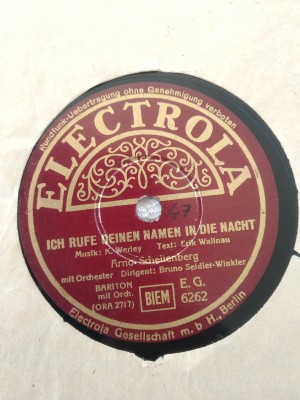 Rundfunk-Uebertragung ohne Genehmigung verboten
ELECTROLA
47
ICH RUFE DEINEN NAMEN IN DIE NACHT
Musik: K. Werley Text: Erik Wallnau
Arno Schellenberg
mit Orchester Dirigent: Bruno Seidler-Winkler
BARITON
mit Orch.
(ORA 2717)
BIEM
E.G.
6262
Electrola Gesellschaft m. b H., Berlin